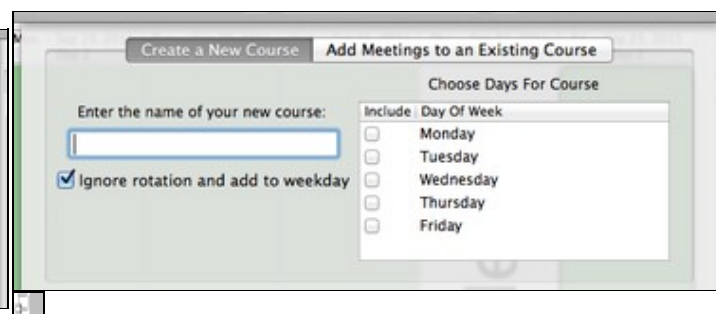 Create a New Course
Add Meetings to an Existing Course
Choose Days For Course
Enter the name of your new course:
Include
Day Of Week
Monday
Tuesday
Wednesday
Thursday
Friday
Ignore rotation and add to weekday